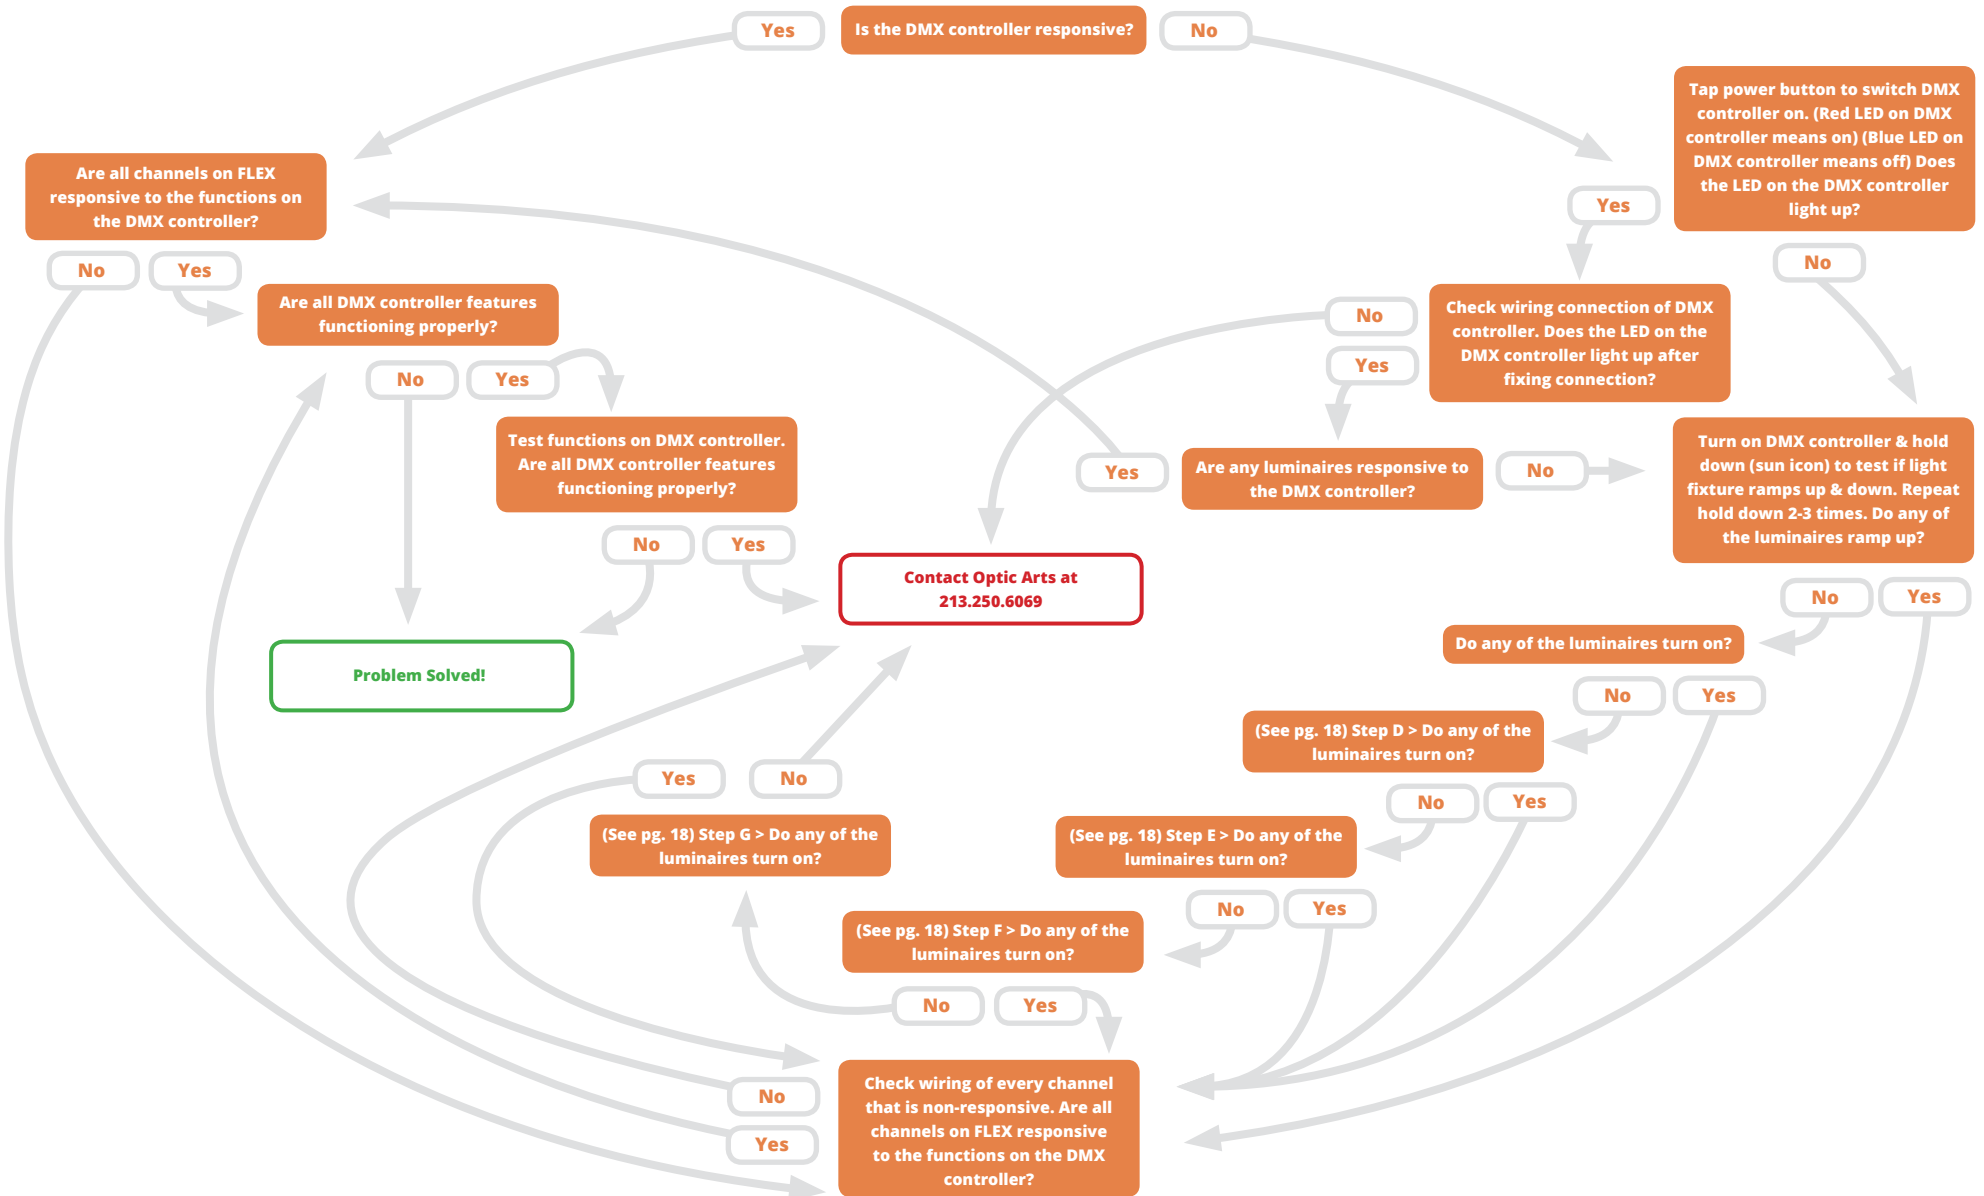 Yes
Is the DMX controller responsive?
No
Tap power button to switch DMX
controller on. (Red LED on DMX
controller means on) (Blue LED on
DMX controller means off) Does
the LED on the DMX controller
light up?
Are all channels on FLEX
responsive to the functions on
the DMX controller?
Yes
No
No
Yes
Are all DMX controller features
functioning properly?
No
Yes
Check wiring connection of DMX
controller. Does the LED on the
DMX controller light up after
fixing connection?
No
Yes
Test functions on DMX controller.
Are all DMX controller features
functioning properly?
Yes
Are any luminaires responsive to
the DMX controller?
No
Turn on DMX controller & hold
down (sun icon) to test if light
fixture ramps up & down. Repeat
hold down 2-3 times. Do any of
the luminaires ramp up?
No
Yes
Contact Optic Arts at
213.250.6069
No
Yes
Do any of the luminaires turn on?
Problem Solved!
No
Yes
(See pg. 18) Step D > Do any of the
luminaires turn on?
Yes
No
No
Yes
(See pg. 18) Step G > Do any of the
luminaires turn on?
(See pg. 18) Step E > Do any of the
luminaires turn on?
No
Yes
(See pg. 18) Step F > Do any of the
luminaires turn on?
No
Yes
No
Yes
Check wiring of every channel
that is non-responsive. Are all
channels on FLEX responsive
to the functions on the DMX
controller?